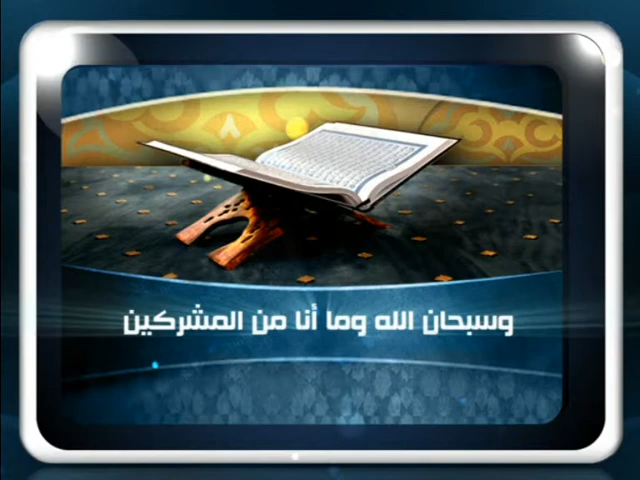 وسبحان الله وما أنا من المشركين